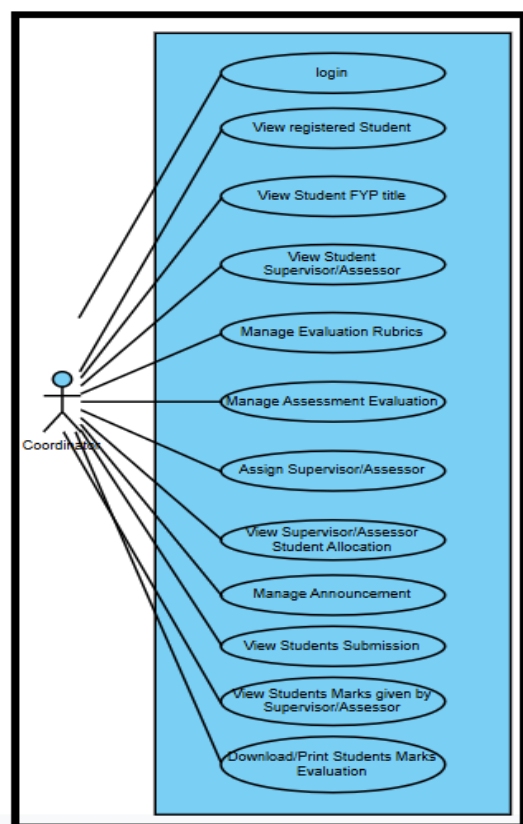 login
View registered Student
View Student FYP title
View Student
Supervisor/Assessor
Manage Evaluation Rubrics
Manage Assessment Evaluation
Coordinator
Assign Supervisor/Assessor
View Supervisor/Assessor
Student Allocation
Manage Announcement
View Students Submission
View Students Marks given by
Supervisor/Assessor
Download/Print Students Marks
Evaluation